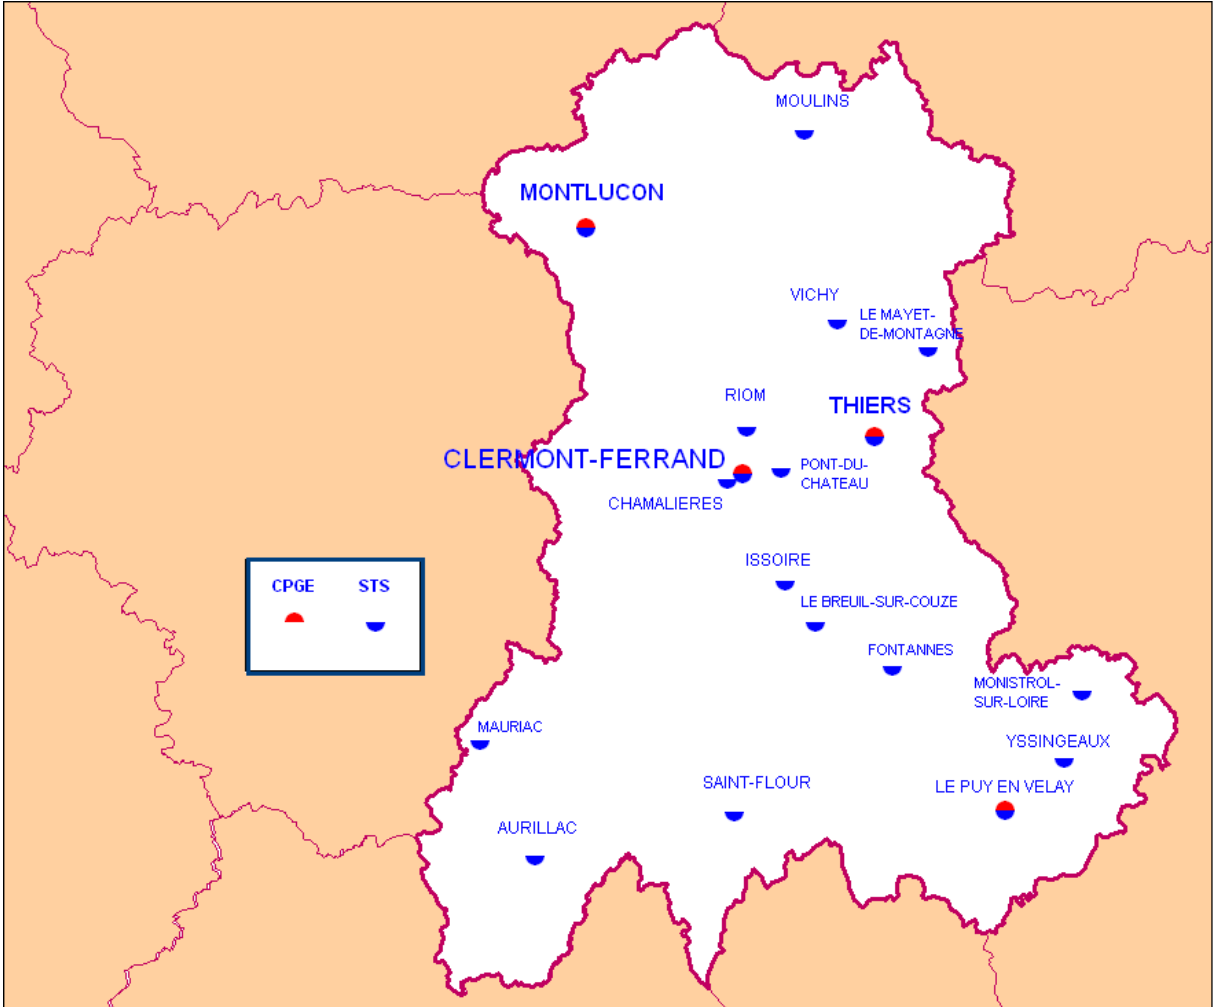 MOULINS
MONTLUCON
VICHY
LE MAYET-
DE-MONTAGNE
RIOM
THIERS
CLERMONT-FERRAND
PONT-DU-
CHATEAU
CHAMALIERES
ISSOIRE
CPGE STS
LE BREUIL-SUR-COUZE
FONTANNES
MONISTROL-
SUR-LOIRE
MAURIAC
YSSINGEAUX
SAINT-FLOUR
LE PUY EN VELAY
AURILLAC